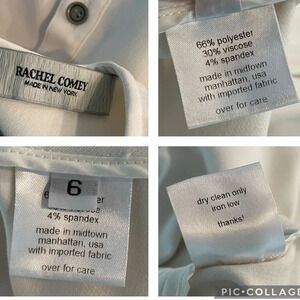 RACHEL COMEY
MADE IN NEW YORK
66% polyester
30% viscose
4% spandex
made in midtown
manhattan, usa
with imported fabric
over for care
6
4% spandex
made in midtown
manhattan, usa
with imported fabric
over for care
dry clean only
iron low
thanks!
PIC•COLLAGE